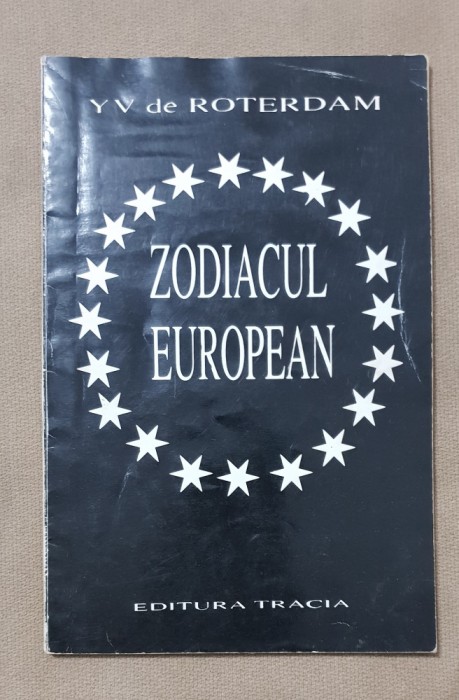 YV de ROTERDAM
ZODIACUL
EUROPEAN
EDITURA TRACIA